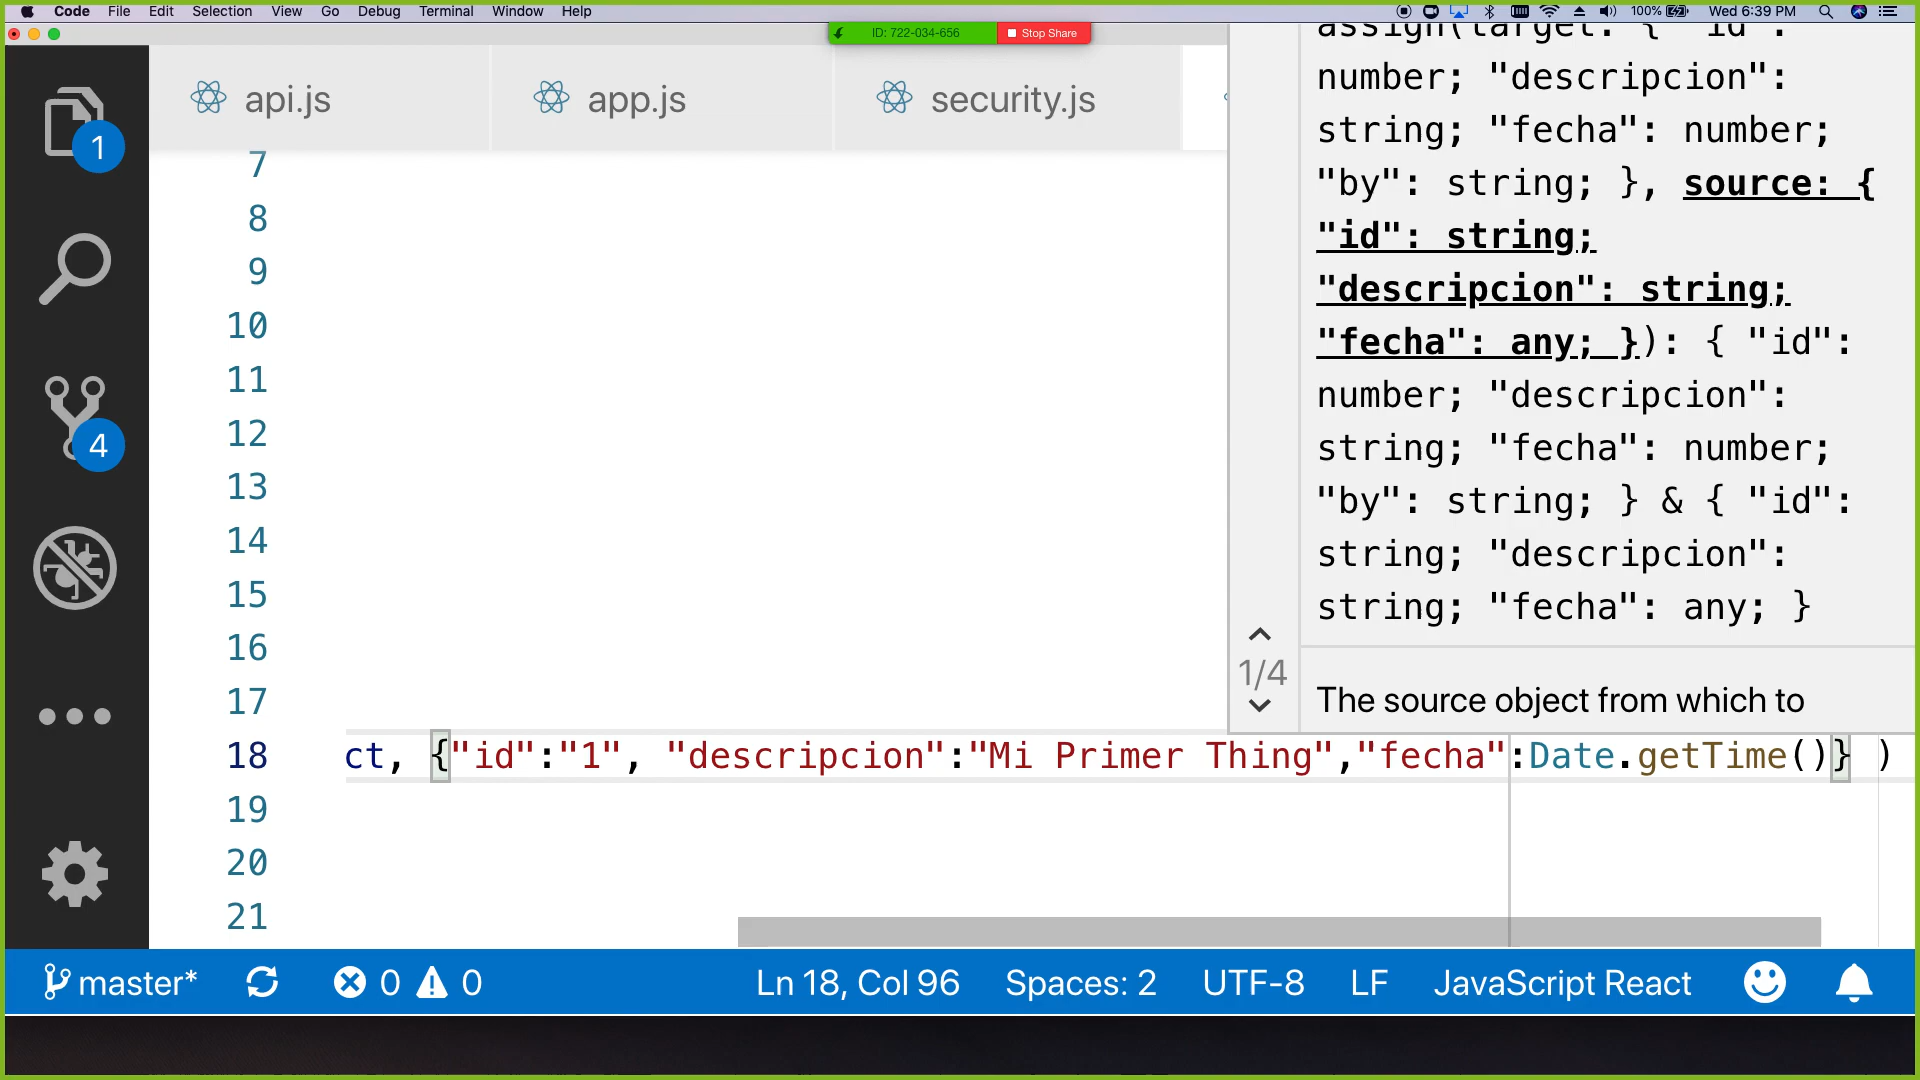 Code File Edit Selection View Go Debug Terminal Window Help 100% Wed 6:39 PM
ID: 722-034-656 Stop Share
api.js app.js security.js
assign(target: { "id":
number; "descripcion":
string; "fecha": number;
"by": string; }, source: {
"id": string;
"descripcion": string;
"fecha": any; }): { "id":
number; "descripcion":
string; "fecha": number;
"by": string; } & { "id":
string; "descripcion":
string; "fecha": any; }
1/4
The source object from which to
1
4
7
8
9
10
11
12
13
14
15
16
17
18 ct, {"id":"1", "descripcion":"Mi Primer Thing","fecha":Date.getTime()} )
19
20
21
master* 0 0 Ln 18, Col 96 Spaces: 2 UTF-8 LF JavaScript React